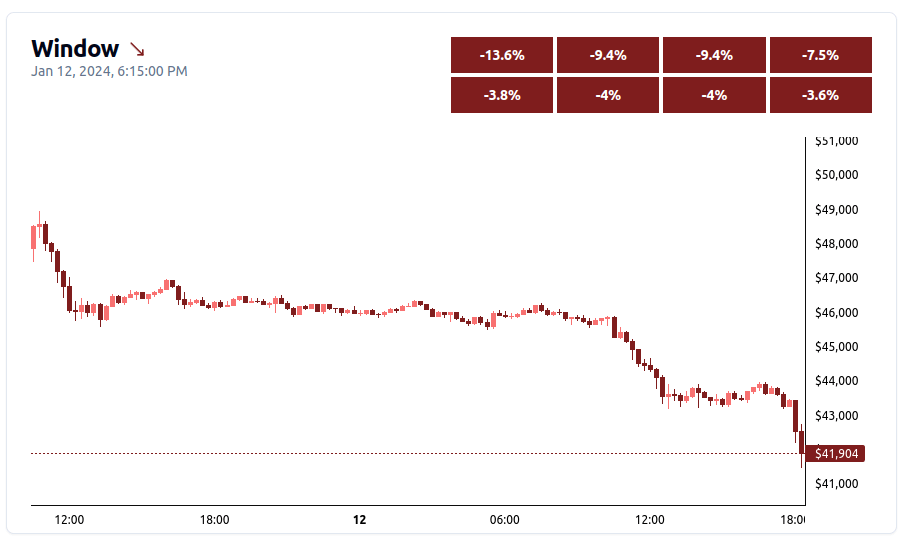 Window
Jan 12, 2024, 6:15:00 PM
-13.6% -9.4% -9.4% -7.5%
-3.8% -4% -4% -3.6%
$51,000
$50,000
$49,000
$48,000
$47,000
$46,000
$45,000
$44,000
$43,000
$41,904
$41,000
12:00 18:00 12 06:00 12:00 18:00